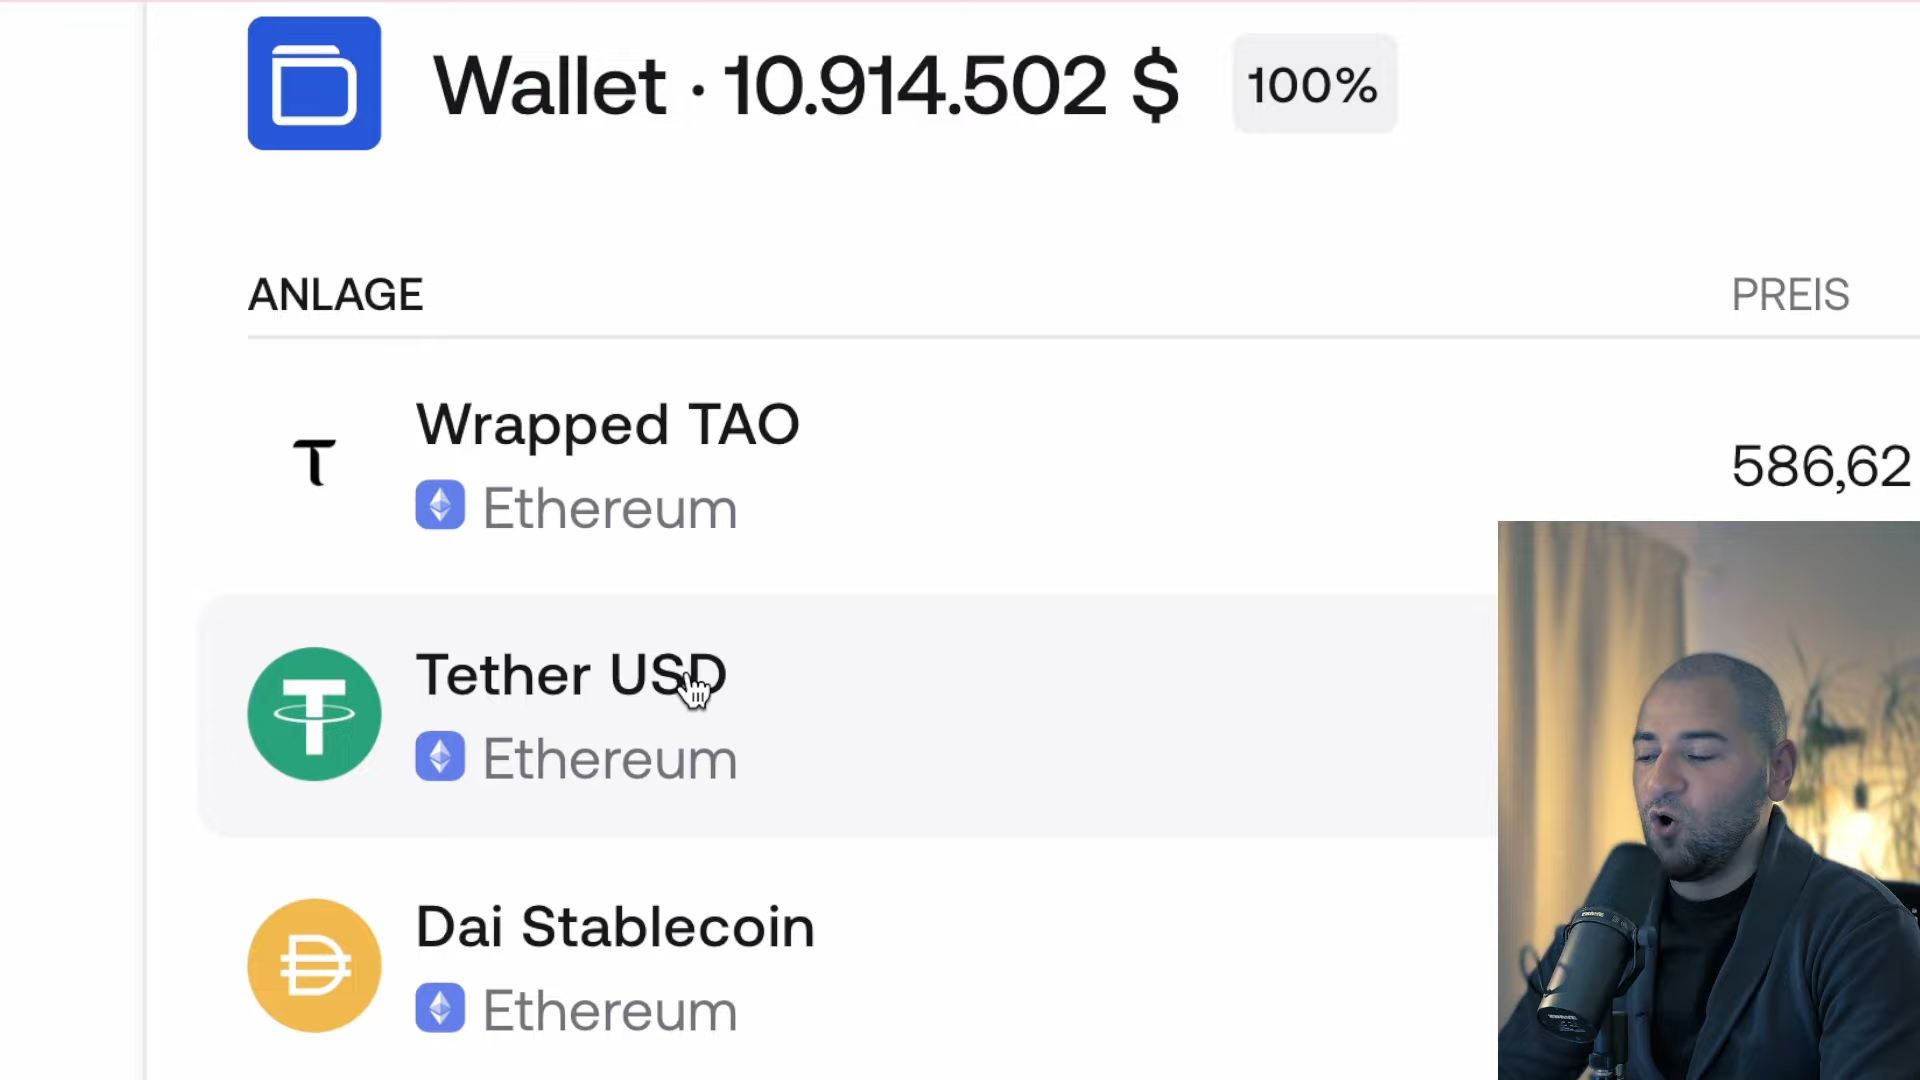 Wallet · 10.914.502 $ 100%
ANLAGE PREIS
Wrapped TAO
Ethereum
586,62
Tether USD
Ethereum
Dai Stablecoin
Ethereum